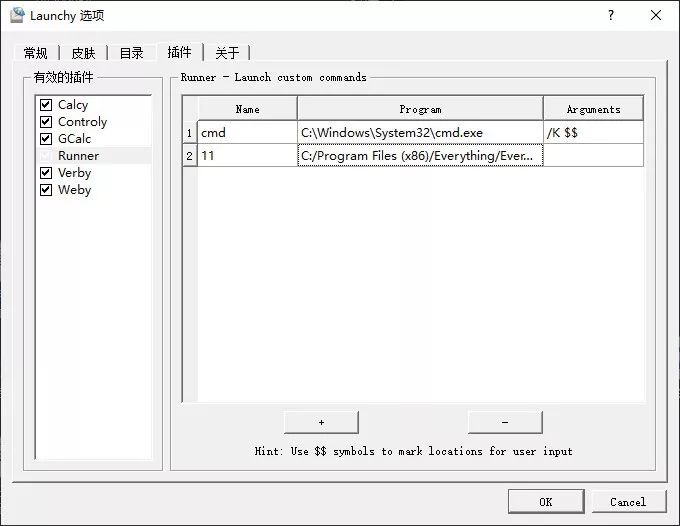 Launchy 选项
常规 皮肤 目录 插件 关于
有效的插件
Calcy
Controly
GCalc
Runner
Verby
Weby
Runner - Launch custom commands
Name Program Arguments
1 cmd C:\Windows\System32\cmd.exe /K $$
2 11 C:/Program Files (x86)/Everything/Ever...
+ -
Hint: Use $$ symbols to mark locations for user input
OK Cancel